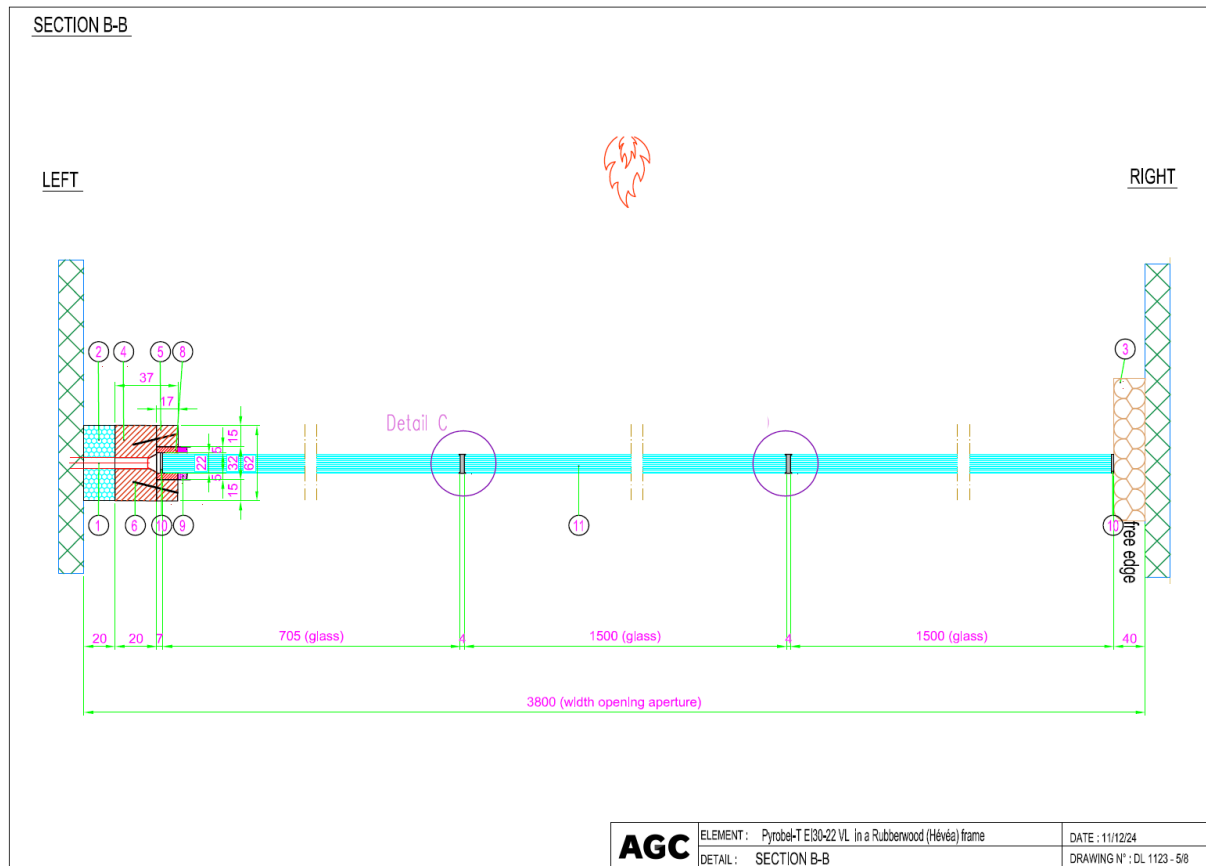 SECTION B-B
LEFT
RIGHT
3
2
4
5
8
37
17
Detail C
15
5
22
32
62
5
15
1
6
10
9
11
10
free edge
20
20
7
705 (glass)
4
1500 (glass)
4
1500 (glass)
40
3800 (width opening aperture)
AGC
ELEMENT : Pyrobel-T EI30-22 VL in a Rubberwood (Hévéa) frame
DATE : 11/12/24
DETAIL : SECTION B-B
DRAWING N° : DL 1123 - 5/8